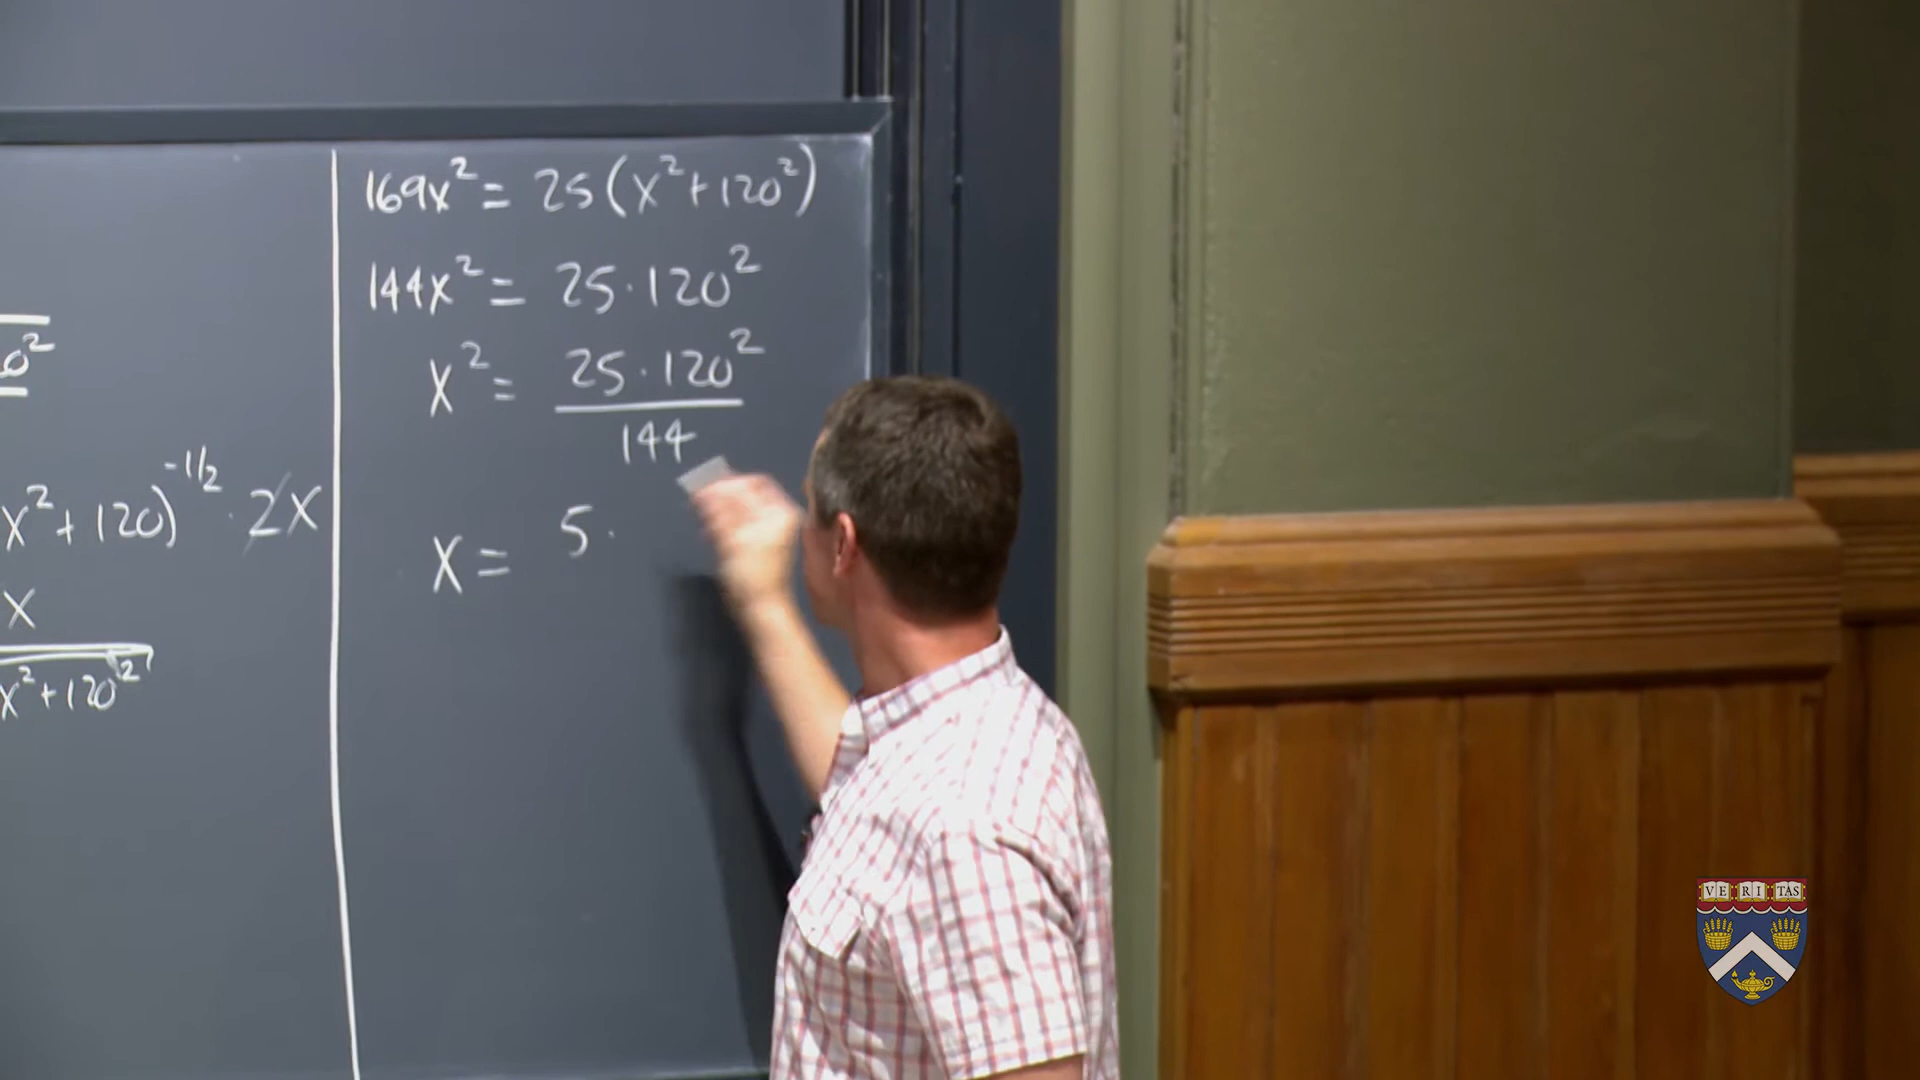 0²
x²+120)^-1/2 · 2x
x
x²+120²
169x² = 25(x²+120²)
144x² = 25·120²
x² = 25·120²
144
x = 5·
VE RI TAS